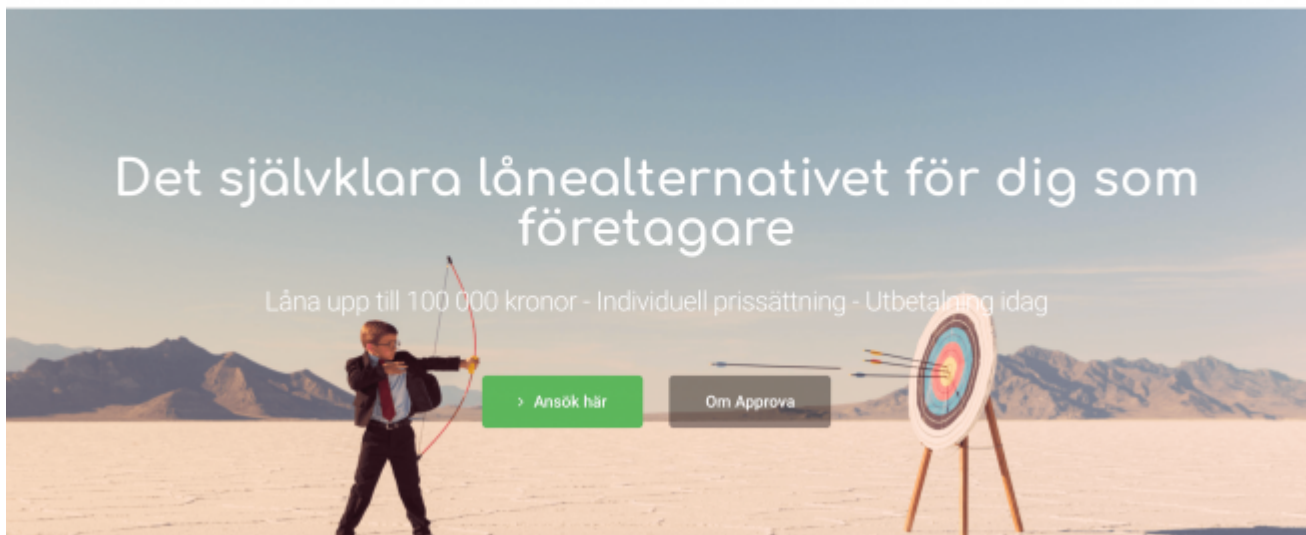 Det självklara lånealternativet för dig som
företagare
Låna upp till 100 000 kronor - Individuell prissättning - Utbetalning idag
> Ansök här
Om Approva